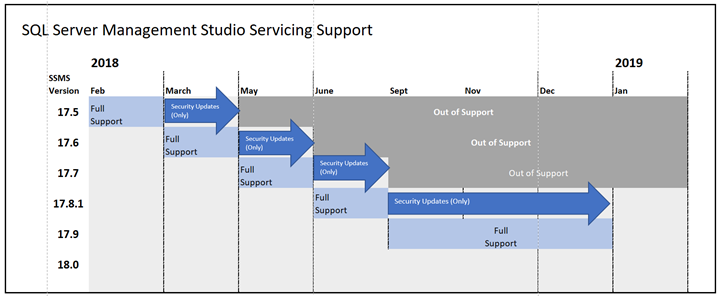 SQL Server Management Studio Servicing Support
2018
2019
SSMS
Version
Feb
March
May
June
Sept
Nov
Dec
Jan
17.5
Full
Support
Security Updates
(Only)
Out of Support
17.6
Full
Support
Security Updates
(Only)
Out of Support
17.7
Full
Support
Security Updates
(Only)
Out of Support
17.8.1
Full
Support
Security Updates (Only)
17.9
Full
Support
18.0